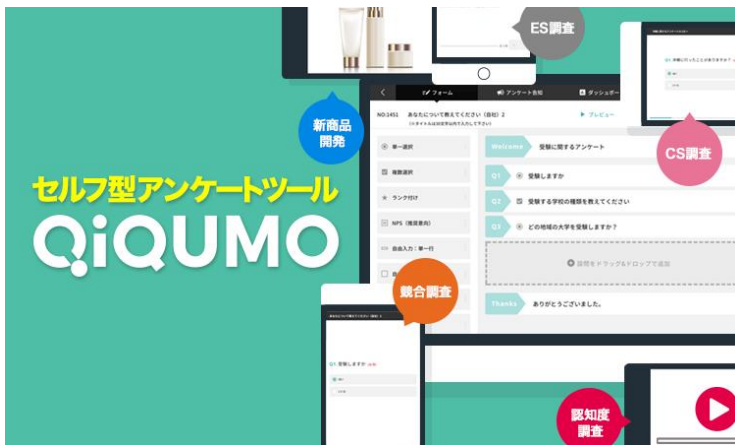 ES調査
新商品
開発
セルフ型アンケートツール
QiQUMO
フォーム
アンケート告知
ダッシュボー
NO.1451 あなたについて教えてください(自社)2
プレビュー
単一選択
複数選択
ランク付け
NPS(推奨意向)
自由入力:単一行
Welcome 受験に関するアンケート
Q1 受験しますか
Q2 受験する学校の種類を教えてください
Q3 どの地域の大学を受験しますか?
設問をドラッグ&ドロップで追加
Thanks ありがとうございました。
CS調査
競合調査
Q1 受験しますか
認知度
調査